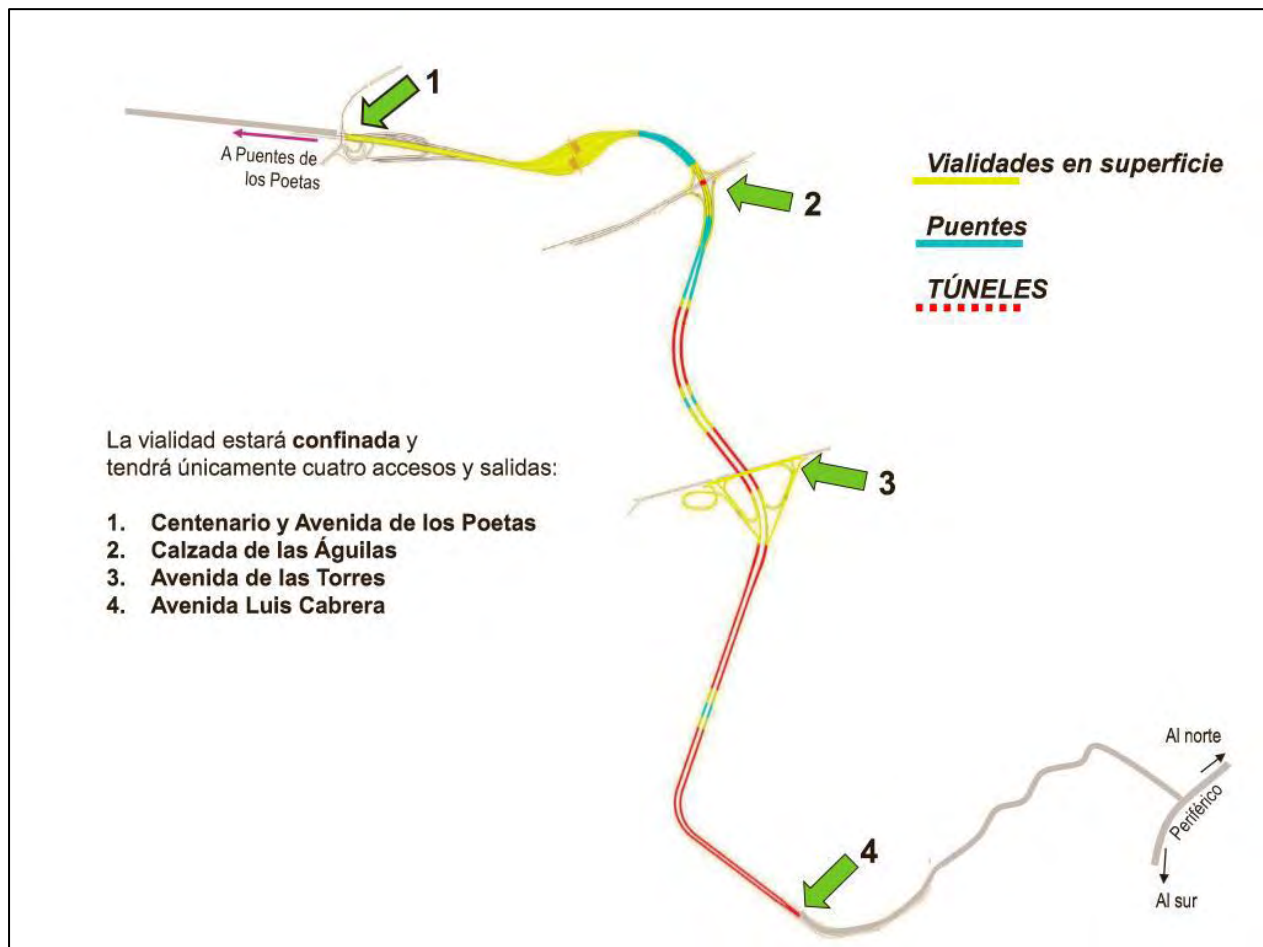 1
A Puentes de
los Poetas
2
Vialidades en superficie
Puentes
TÚNELES
La vialidad estará confinada y
tendrá únicamente cuatro accesos y salidas:
1. Centenario y Avenida de los Poetas
2. Calzada de las Águilas
3. Avenida de las Torres
4. Avenida Luis Cabrera
3
4
Al norte
Periférico
Al sur